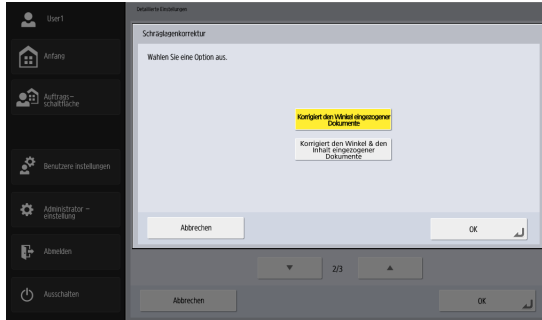 User1
Detaillierte Einstellungen
Schräglagenkorrektur
Anfang
Wahlen Sie eine Option aus.
Auftrags–
schaltfläche
Korrigiert den Winkel eingezogener
Dokumente
Korrigiert den Winkel & den
Inhalt eingezogener
Dokumente
Benutzere instellungen
Administrator –
einstellung
Abbrechen
OK
Abmelden
2/3
Ausschalten
Abbrechen
OK